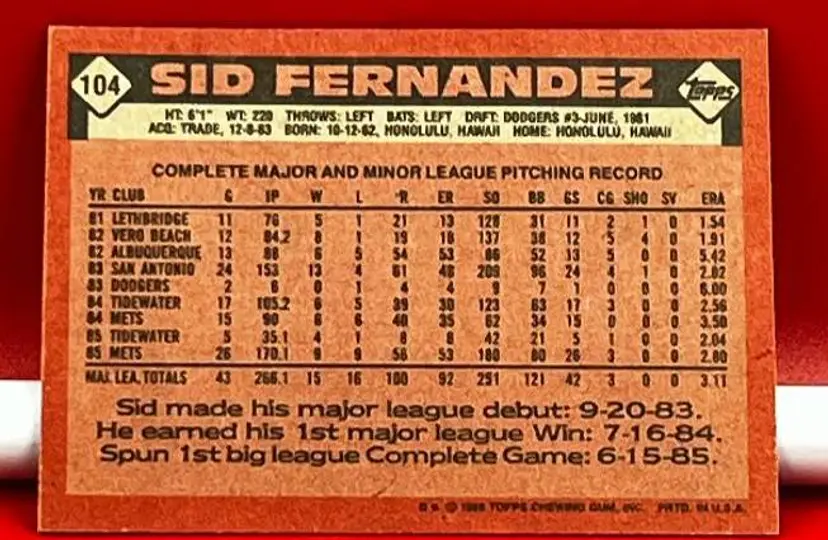 104 SID FERNANDEZ Topps
HT: 6'1" WT: 220 THROWS: LEFT BATS: LEFT DRFT: DODGERS #3-JUNE, 1981
ACQ: TRADE, 12-8-83 BORN: 10-12-62, HONOLULU, HAWAII HOME: HONOLULU, HAWAII
COMPLETE MAJOR AND MINOR LEAGUE PITCHING RECORD
YR CLUB G IP W L R ER SO BB GS CG SHO SV ERA
81 LETHBRIDGE 11 76 5 1 21 13 128 31 11 2 1 0 1.54
82 VERO BEACH 12 84.2 8 1 19 18 137 38 12 5 4 0 1.91
82 ALBUQUERQUE 13 88 6 5 54 53 86 52 13 5 0 0 5.42
83 SAN ANTONIO 24 153 13 4 61 48 209 96 24 4 1 0 2.82
83 DODGERS 2 6 0 1 4 4 9 7 1 0 0 0 6.00
84 TIDEWATER 17 105.2 6 5 39 30 123 63 17 3 0 0 2.56
84 METS 15 90 6 6 40 35 62 34 15 0 0 0 3.50
85 TIDEWATER 5 35.1 4 1 8 8 42 21 5 1 0 0 2.04
85 METS 26 170.1 9 9 56 53 180 80 26 3 0 0 2.80
MAJ. LEA. TOTALS 43 266.1 15 16 100 92 251 121 42 3 0 0 3.11
Sid made his major league debut: 9-20-83.
He earned his 1st major league Win: 7-16-84.
Spun 1st big league Complete Game: 6-15-85.
© 1986 TOPPS CHEWING GUM, INC. PRTD. IN U.S.A.